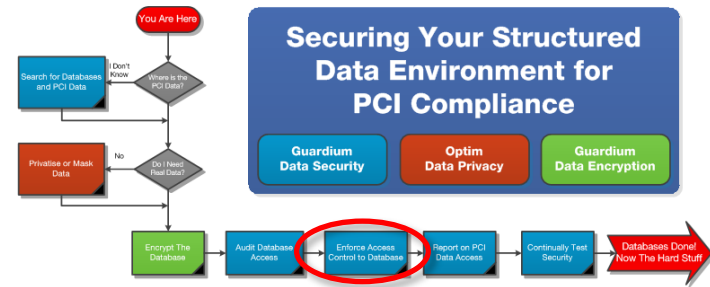 You Are Here
Securing Your Structured
Data Environment for
PCI Compliance
I Don't
Know
Where Is the
PCI Data?
Search for Databases
and PCI Data
Guardium
Data Security
Optim
Data Privacy
Guardium
Data Encryption
No
Do I Need
Real Data?
Privatise or Mask
Data
Encrypt The
Database
Audit Database
Access
Enforce Access
Control to Database
Report on PCI
Data Access
Continually Test
Security
Databases Done!
Now The Hard Stuff